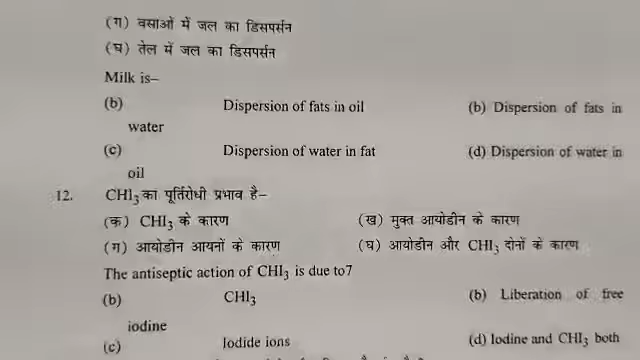 (ग) वसाओं में जल का डिसपर्सन
(घ) तेल में जल का डिसपर्सन
Milk is–
(b) Dispersion of fats in oil (b) Dispersion of fats in
water
(c) Dispersion of water in fat (d) Dispersion of water in
oil
12. CHI₃ का पूर्तिरोधी प्रभाव है–
(क) CHI₃ के कारण (ख) मुक्त आयोडीन के कारण
(ग) आयोडीन आयनों के कारण (घ) आयोडीन और CHI₃ दोनों के कारण
The antiseptic action of CHI₃ is due to7
(b) CHI₃ (b) Liberation of free
iodine
(c) Iodide ions (d) Iodine and CHI₃ both